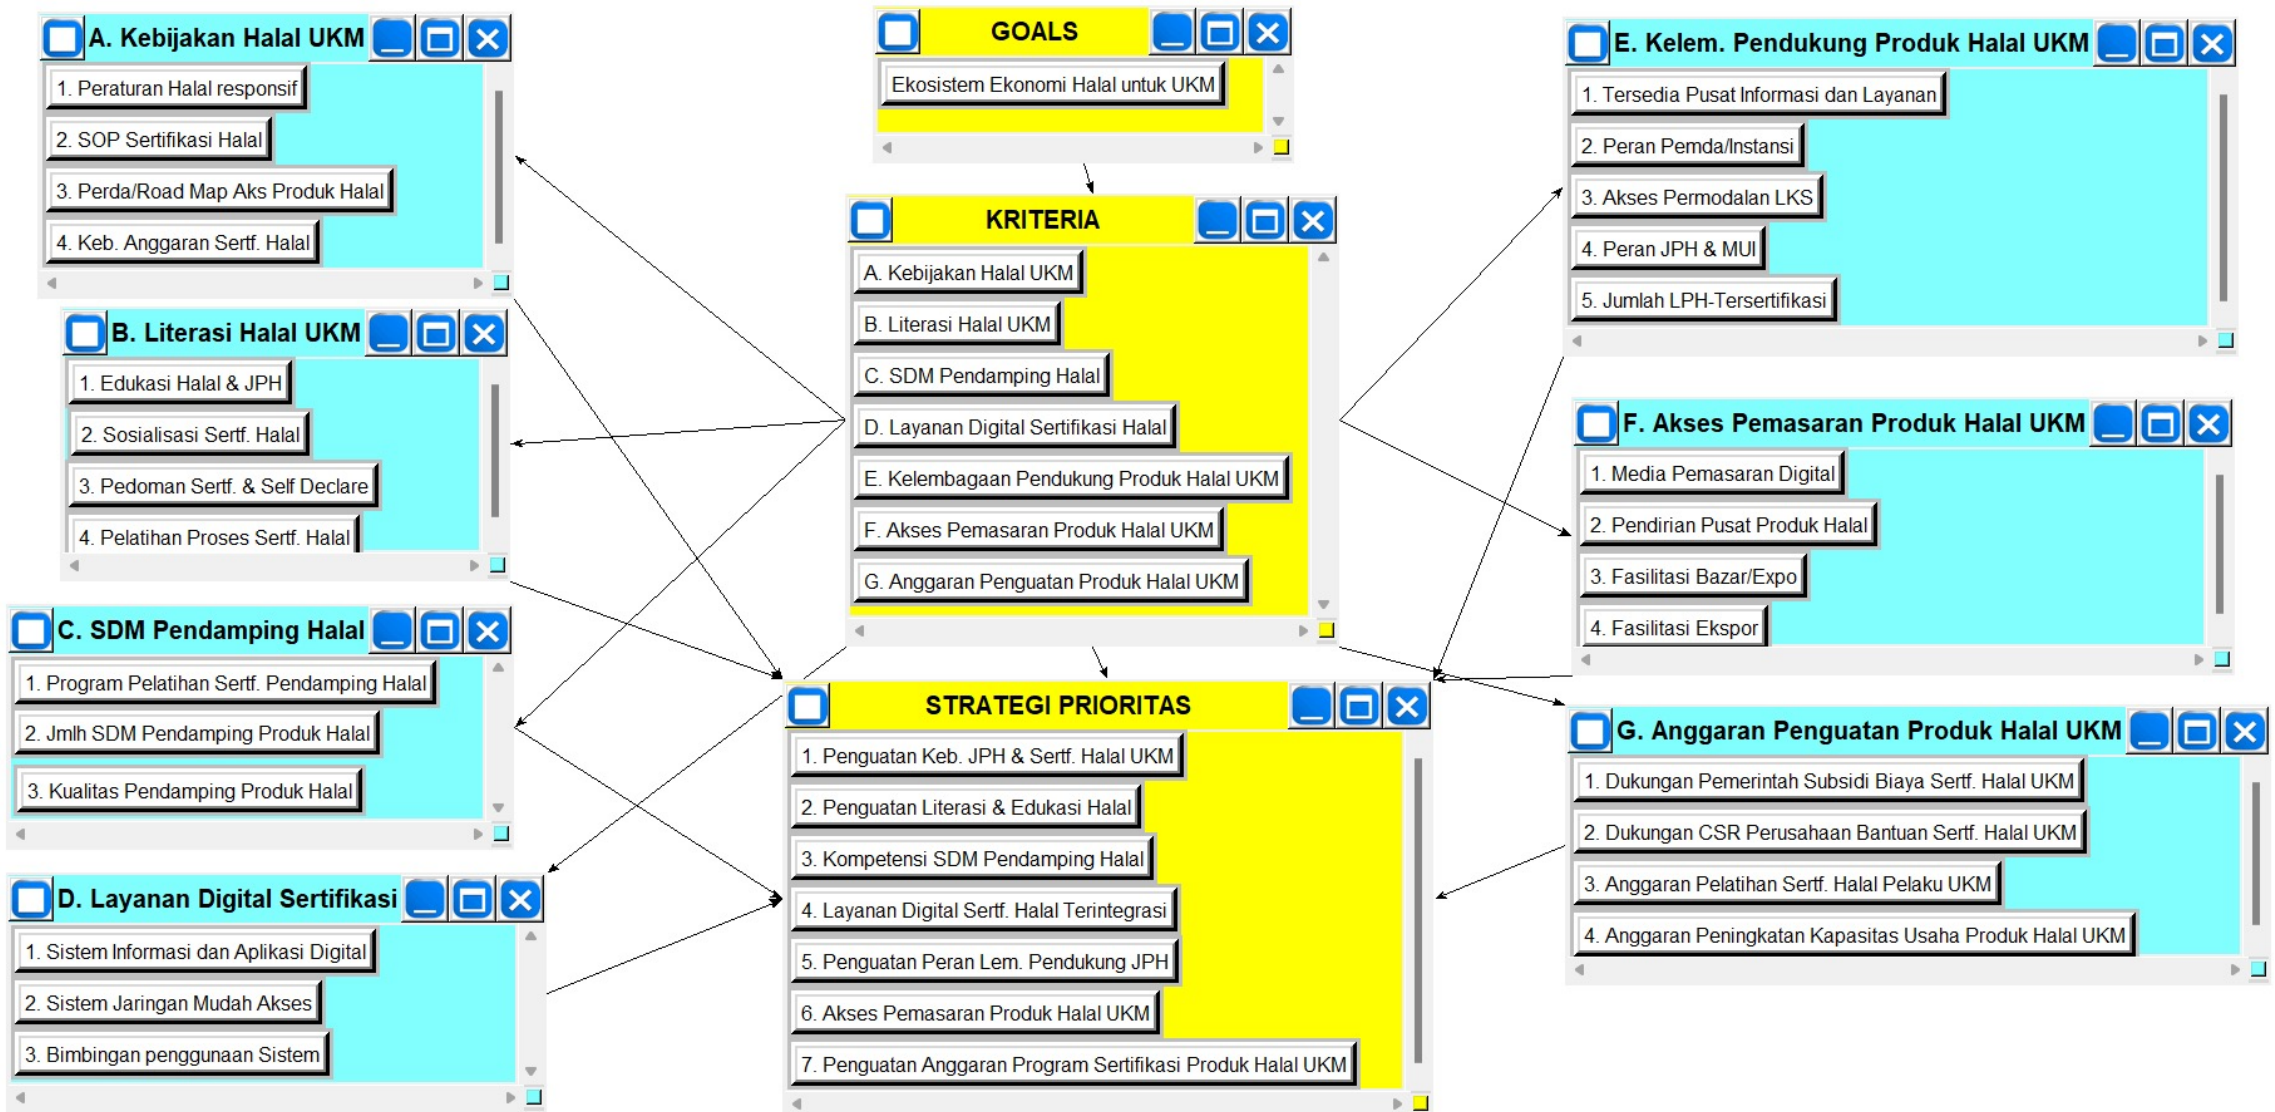 A. Kebijakan Halal UKM
1. Peraturan Halal responsif
2. SOP Sertifikasi Halal
3. Perda/Road Map Aks Produk Halal
4. Keb. Anggaran Sertf. Halal
B. Literasi Halal UKM
1. Edukasi Halal & JPH
2. Sosialisasi Sertf. Halal
3. Pedoman Sertf. & Self Declare
4. Pelatihan Proses Sertf. Halal
C. SDM Pendamping Halal
1. Program Pelatihan Sertf. Pendamping Halal
2. Jmlh SDM Pendamping Produk Halal
3. Kualitas Pendamping Produk Halal
D. Layanan Digital Sertifikasi
1. Sistem Informasi dan Aplikasi Digital
2. Sistem Jaringan Mudah Akses
3. Bimbingan penggunaan Sistem
GOALS
Ekosistem Ekonomi Halal untuk UKM
KRITERIA
A. Kebijakan Halal UKM
B. Literasi Halal UKM
C. SDM Pendamping Halal
D. Layanan Digital Sertifikasi Halal
E. Kelembagaan Pendukung Produk Halal UKM
F. Akses Pemasaran Produk Halal UKM
G. Anggaran Penguatan Produk Halal UKM
STRATEGI PRIORITAS
1. Penguatan Keb. JPH & Sertf. Halal UKM
2. Penguatan Literasi & Edukasi Halal
3. Kompetensi SDM Pendamping Halal
4. Layanan Digital Sertf. Halal Terintegrasi
5. Penguatan Peran Lem. Pendukung JPH
6. Akses Pemasaran Produk Halal UKM
7. Penguatan Anggaran Program Sertifikasi Produk Halal UKM
E. Kelem. Pendukung Produk Halal UKM
1. Tersedia Pusat Informasi dan Layanan
2. Peran Pemda/Instansi
3. Akses Permodalan LKS
4. Peran JPH & MUI
5. Jumlah LPH-Tersertifikasi
F. Akses Pemasaran Produk Halal UKM
1. Media Pemasaran Digital
2. Pendirian Pusat Produk Halal
3. Fasilitasi Bazar/Expo
4. Fasilitasi Ekspor
G. Anggaran Penguatan Produk Halal UKM
1. Dukungan Pemerintah Subsidi Biaya Sertf. Halal UKM
2. Dukungan CSR Perusahaan Bantuan Sertf. Halal UKM
3. Anggaran Pelatihan Sertf. Halal Pelaku UKM
4. Anggaran Peningkatan Kapasitas Usaha Produk Halal UKM